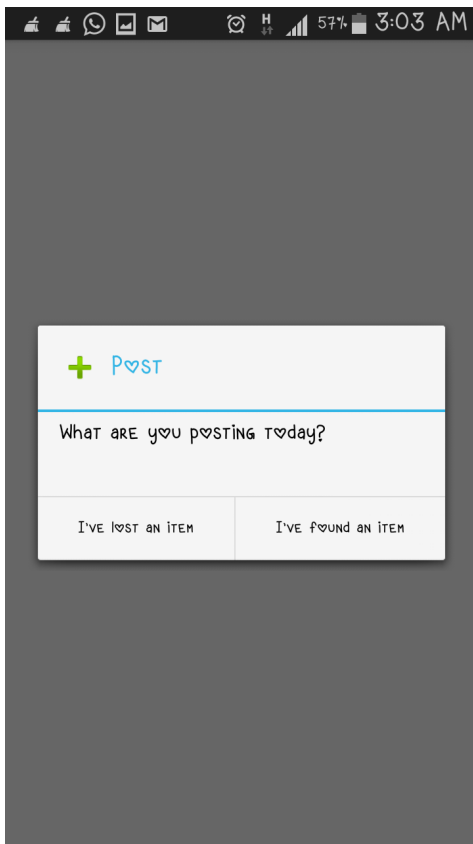 H 57% 3:03 AM
Post
What are you posting today?
I've lost an item I've found an item